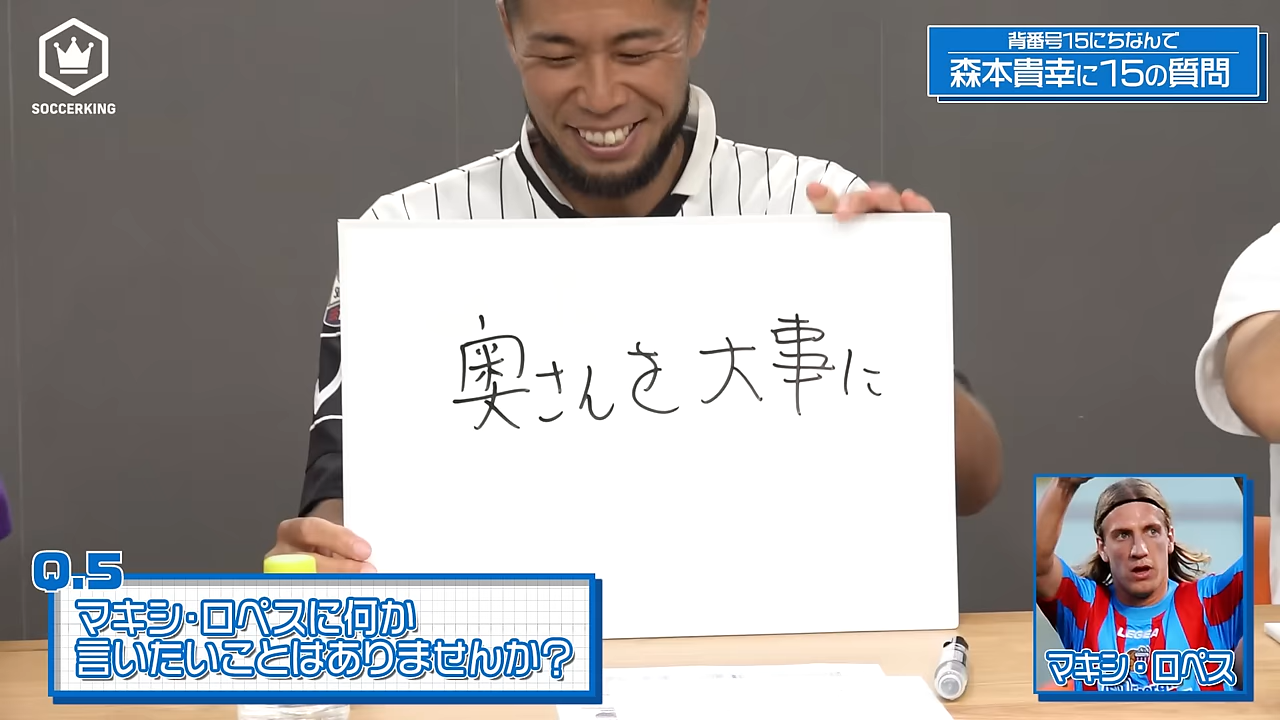 SOCCERKING
背番号15にちなんで
森本貴幸に15の質問
奥さんを大事に
Q.5
マキシ・ロペスに何か
言いたいことはありませんか？
LEGEA
マキシ・ロペス